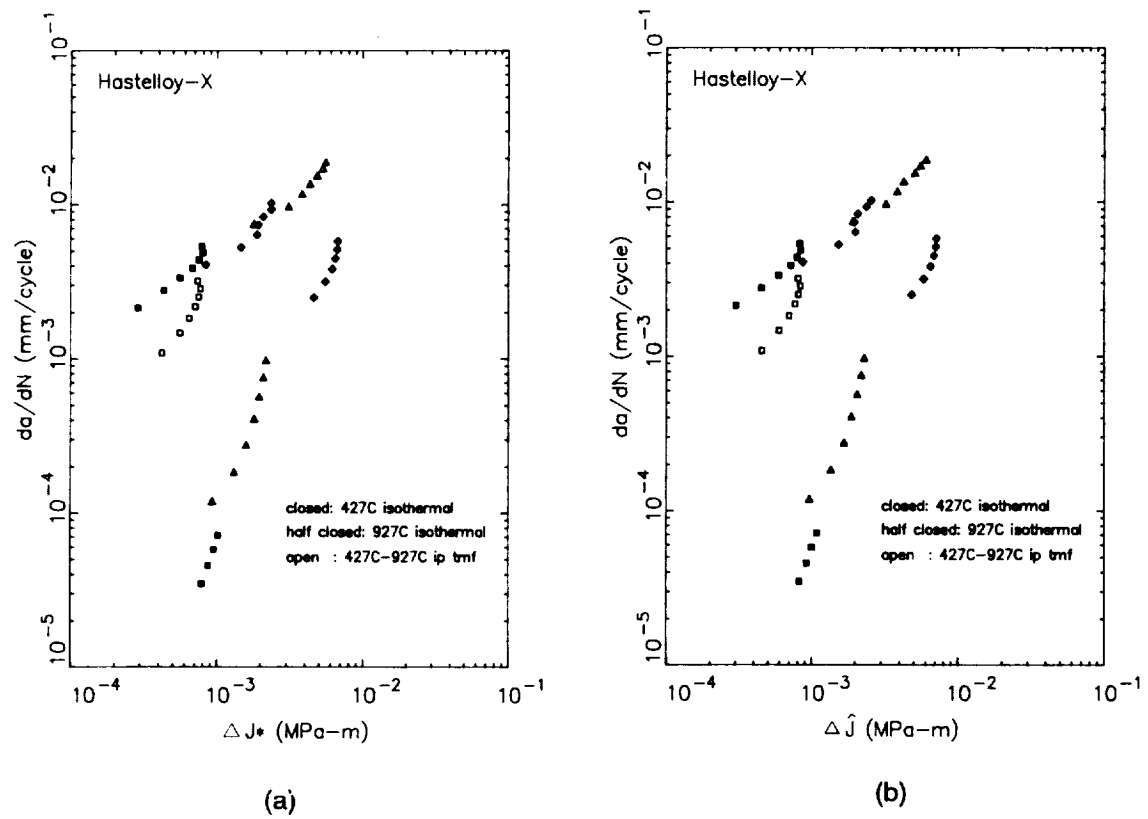 Hastelloy-X
da/dN (mm/cycle)
10⁻¹
10⁻²
10⁻³
10⁻⁴
10⁻⁵
closed: 427C isothermal
half closed: 927C isothermal
open : 427C-927C ip tmf
10⁻⁴ 10⁻³ 10⁻² 10⁻¹
Δ J* (MPa-m)
(a)
Hastelloy-X
da/dN (mm/cycle)
10⁻¹
10⁻²
10⁻³
10⁻⁴
10⁻⁵
closed: 427C isothermal
half closed: 927C isothermal
open : 427C-927C ip tmf
10⁻⁴ 10⁻³ 10⁻² 10⁻¹
Δ Ĵ (MPa-m)
(b)